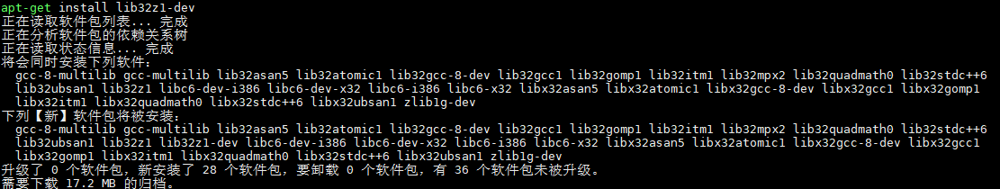 apt-get install lib32z1-dev
正在读取软件包列表... 完成
正在分析软件包的依赖关系树
正在读取状态信息... 完成
将会同时安装下列软件：
gcc-8-multilib gcc-multilib lib32asan5 lib32atomic1 lib32gcc-8-dev lib32gcc1 lib32gomp1 lib32itm1 lib32mpx2 lib32quadmath0 lib32stdc++6
lib32ubsan1 lib32z1 libc6-dev-i386 libc6-dev-x32 libc6-i386 libc6-x32 libx32asan5 libx32atomic1 libx32gcc-8-dev libx32gcc1 libx32gomp1
libx32itm1 libx32quadmath0 libx32stdc++6 libx32ubsan1 zlib1g-dev
下列【新】软件包将被安装：
gcc-8-multilib gcc-multilib lib32asan5 lib32atomic1 lib32gcc-8-dev lib32gcc1 lib32gomp1 lib32itm1 lib32mpx2 lib32quadmath0 lib32stdc++6
lib32ubsan1 lib32z1 lib32z1-dev libc6-dev-i386 libc6-dev-x32 libc6-i386 libc6-x32 libx32asan5 libx32atomic1 libx32gcc-8-dev libx32gcc1
libx32gomp1 libx32itm1 libx32quadmath0 libx32stdc++6 libx32ubsan1 zlib1g-dev
升级了 0 个软件包，新安装了 28 个软件包，要卸载 0 个软件包，有 36 个软件包未被升级。
需要下载 17.2 MB 的归档。